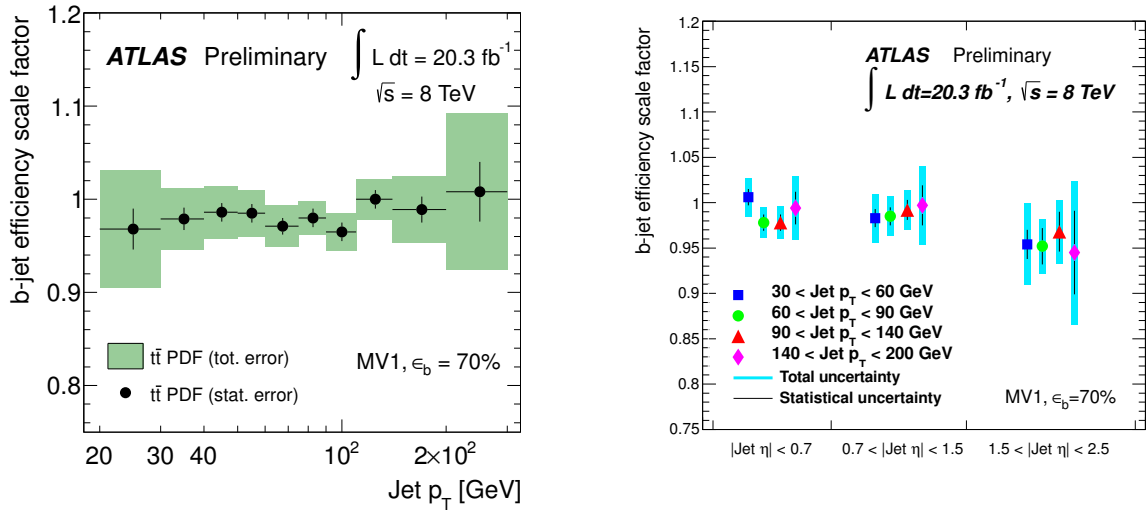 b-jet efficiency scale factor
1.2
1.1
1
0.9
0.8
ATLAS Preliminary
∫ L dt = 20.3 fb⁻¹
√s = 8 TeV
tt̄ PDF (tot. error)
tt̄ PDF (stat. error)
MV1, ϵ_b = 70%
20 30 40 10² 2×10²
Jet p_T [GeV]
b-jet efficiency scale factor
1.2
1.15
1.1
1.05
1
0.95
0.9
0.85
0.8
0.75
ATLAS Preliminary
∫ L dt=20.3 fb⁻¹, √s = 8 TeV
30 < Jet p_T < 60 GeV
60 < Jet p_T < 90 GeV
90 < Jet p_T < 140 GeV
140 < Jet p_T < 200 GeV
Total uncertainty
Statistical uncertainty
MV1, ϵ_b=70%
|Jet η| < 0.7 0.7 < |Jet η| < 1.5 1.5 < |Jet η| < 2.5